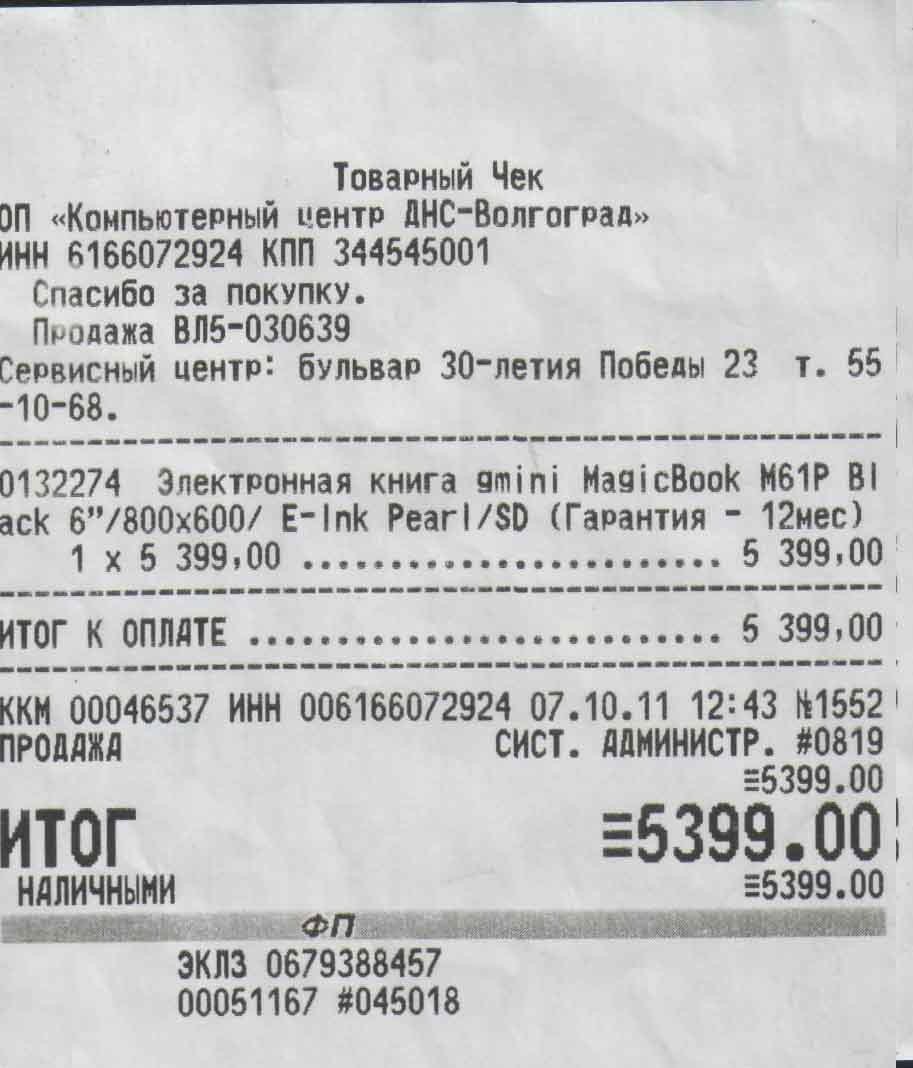 Товарный Чек
ОП «Компьютерный центр ДНС-Волгоград»
ИНН 6166072924 КПП 344545001
Спасибо за покупку.
Продажа ВЛ5-030639
Сервисный центр: бульвар 30-летия Победы 23 т. 55
-10-68.
0132274 Электронная книга gmini MagicBook M61P Bl
ack 6”/800x600/ E-Ink Pearl/SD (Гарантия - 12мес)
1 x 5 399,00 ........................ 5 399,00
ИТОГ К ОПЛАТЕ ........................... 5 399,00
ККМ 00046537 ИНН 006166072924 07.10.11 12:43 №1552
ПРОДАЖА СИСТ. АДМИНИСТР. #0819
≡5399.00
ИТОГ ≡5399.00
НАЛИЧНЫМИ ≡5399.00
ФП
ЭКЛЗ 0679388457
00051167 #045018